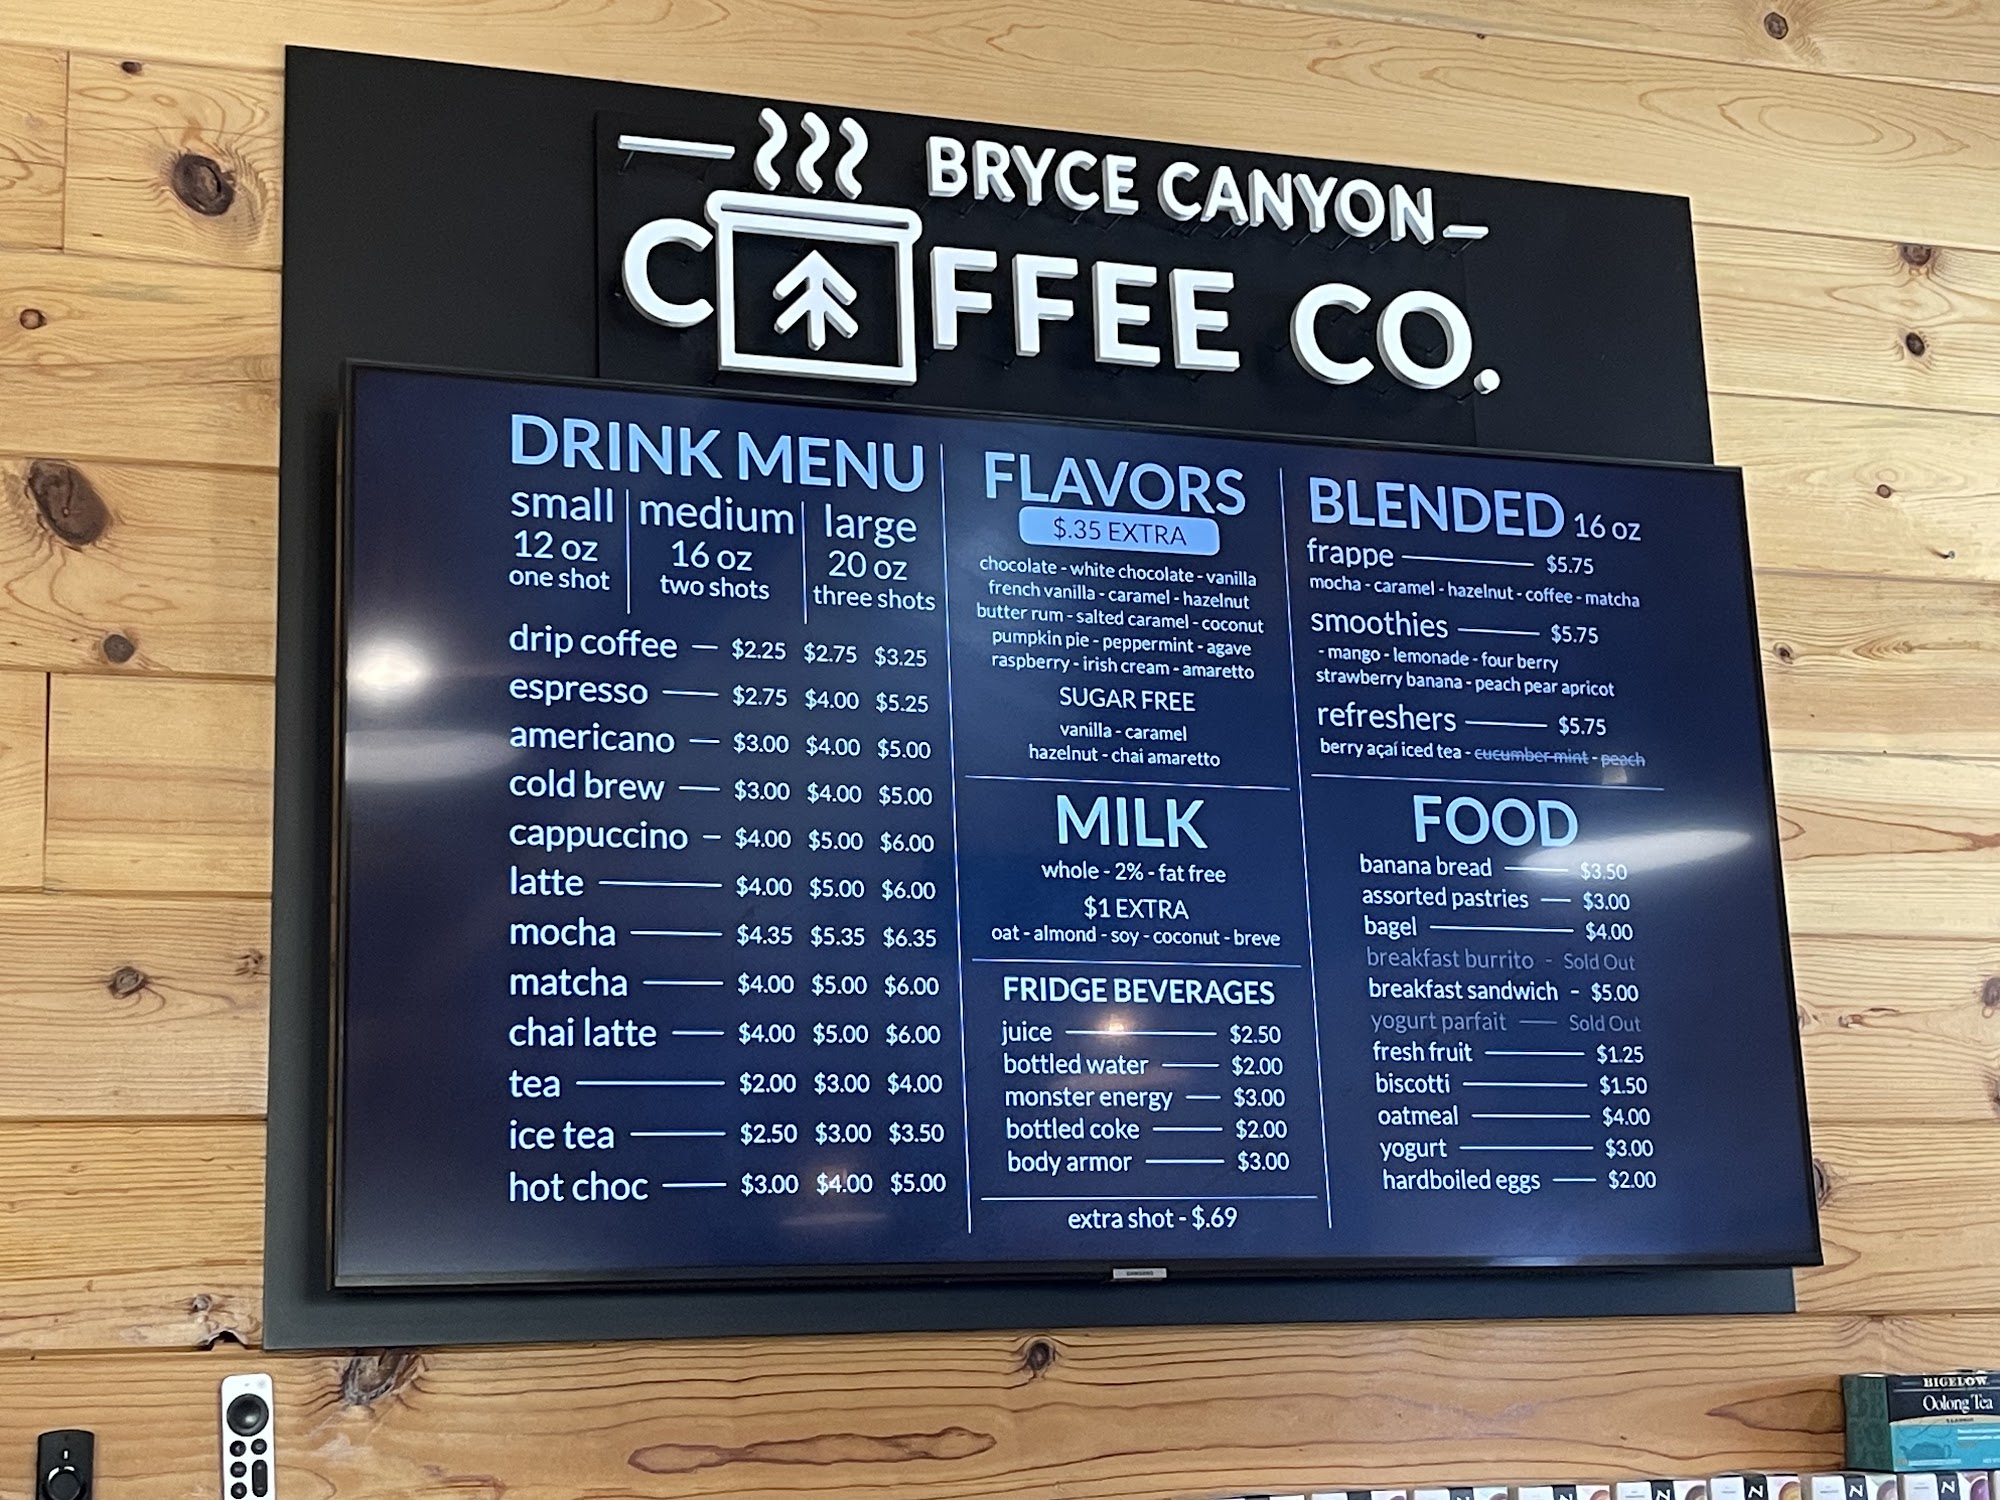 BRYCE CANYON
COFFEE CO.
DRINK MENU
small medium large
12 oz 16 oz 20 oz
one shot two shots three shots
drip coffee $2.25 $2.75 $3.25
espresso $2.75 $4.00 $5.25
americano $3.00 $4.00 $5.00
cold brew $3.00 $4.00 $5.00
cappuccino $4.00 $5.00 $6.00
latte $4.00 $5.00 $6.00
mocha $4.35 $5.35 $6.35
matcha $4.00 $5.00 $6.00
chai latte $4.00 $5.00 $6.00
tea $2.00 $3.00 $4.00
ice tea $2.50 $3.00 $3.50
hot choc $3.00 $4.00 $5.00
FLAVORS
$.35 EXTRA
chocolate - white chocolate - vanilla
french vanilla - caramel - hazelnut
butter rum - salted caramel - coconut
pumpkin pie - peppermint - agave
raspberry - irish cream - amaretto
SUGAR FREE
vanilla - caramel
hazelnut - chai amaretto
MILK
whole - 2% - fat free
$1 EXTRA
oat - almond - soy - coconut - breve
FRIDGE BEVERAGES
juice $2.50
bottled water $2.00
monster energy $3.00
bottled coke $2.00
body armor $3.00
extra shot - $.69
BLENDED 16 oz
frappe $5.75
mocha - caramel - hazelnut - coffee - matcha
smoothies $5.75
- mango - lemonade - four berry
strawberry banana - peach pear apricot
refreshers $5.75
berry açaí iced tea - cucumber mint - peach
FOOD
banana bread $3.50
assorted pastries $3.00
bagel $4.00
breakfast burrito - Sold Out
breakfast sandwich - $5.00
yogurt parfait Sold Out
fresh fruit $1.25
biscotti $1.50
oatmeal $4.00
yogurt $3.00
hardboiled eggs $2.00
SAMSUNG
BIGELOW
Oolong Tea